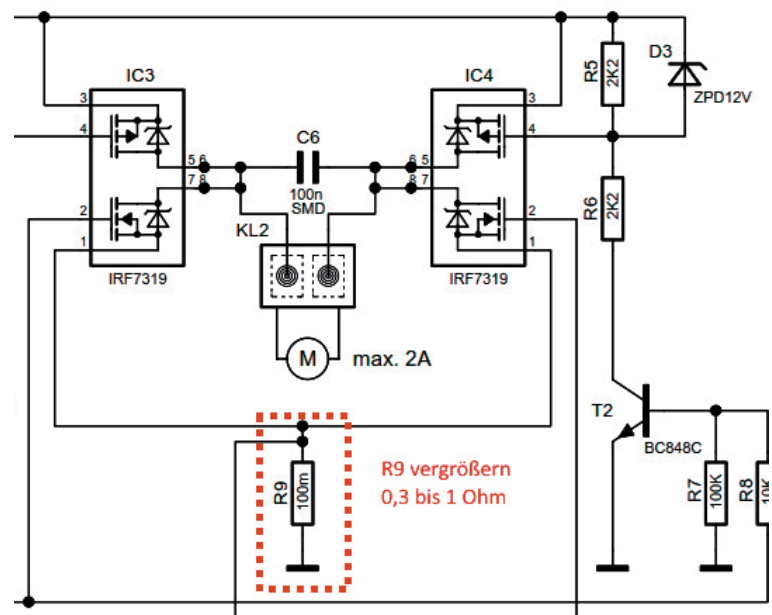 IC3
IC4
R5
2K2
D3
ZPD12V
3
4
5
6
7
8
2
1
IRF7319
C6
100n
SMD
KL2
M
max. 2A
6
5
8
7
3
4
2
1
IRF7319
R6
2K2
T2
BC848C
R7
100K
R8
10K
R9
100m
R9 vergrößern
0,3 bis 1 Ohm